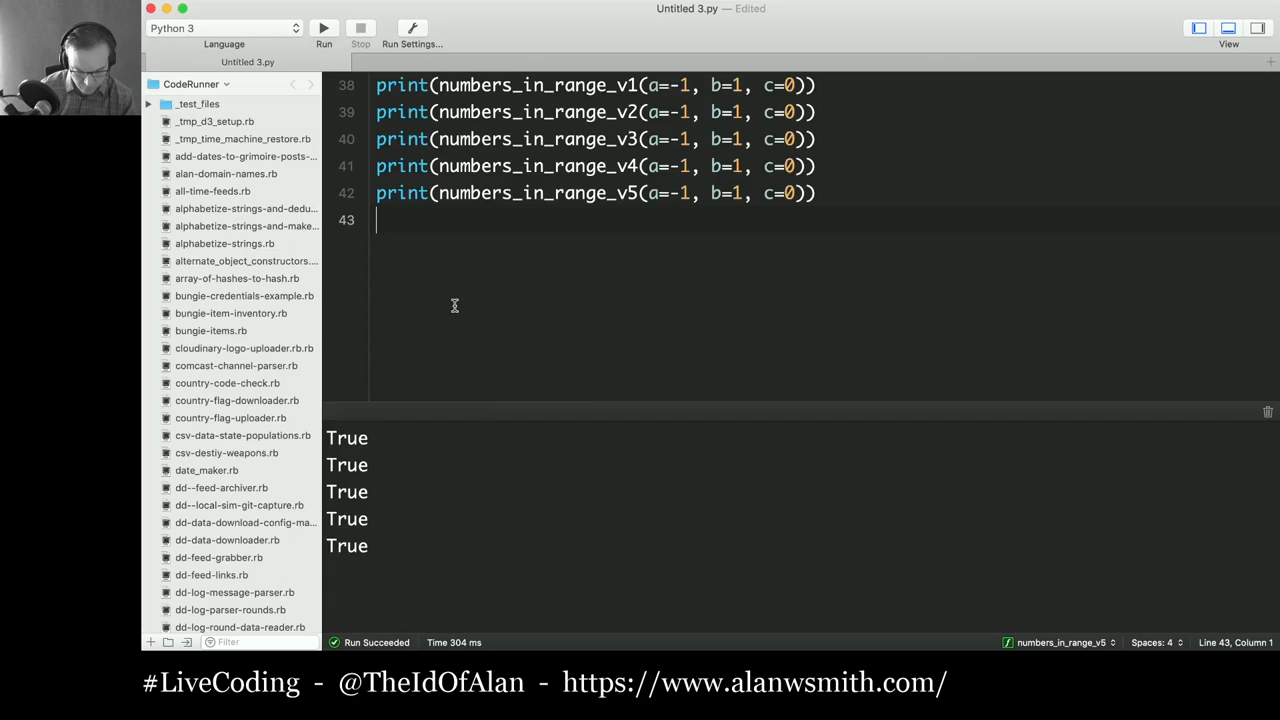 Untitled 3.py — Edited
Python 3
Language
Run
Stop
Run Settings...
View
Untitled 3.py
CodeRunner
_test_files
_tmp_d3_setup.rb
_tmp_time_machine_restore.rb
add-dates-to-grimoire-posts-...
alan-domain-names.rb
all-time-feeds.rb
alphabetize-strings-and-dedu...
alphabetize-strings-and-make...
alphabetize-strings.rb
alternate_object_constructors....
array-of-hashes-to-hash.rb
bungie-credentials-example.rb
bungie-item-inventory.rb
bungie-items.rb
cloudinary-logo-uploader.rb.rb
comcast-channel-parser.rb
country-code-check.rb
country-flag-downloader.rb
country-flag-uploader.rb
csv-data-state-populations.rb
csv-destiy-weapons.rb
date_maker.rb
dd--feed-archiver.rb
dd--local-sim-git-capture.rb
dd-data-download-config-ma...
dd-data-downloader.rb
dd-feed-grabber.rb
dd-feed-links.rb
dd-log-message-parser.rb
dd-log-parser-rounds.rb
dd-log-round-data-reader.rb
Filter
38 print(numbers_in_range_v1(a=-1, b=1, c=0))
39 print(numbers_in_range_v2(a=-1, b=1, c=0))
40 print(numbers_in_range_v3(a=-1, b=1, c=0))
41 print(numbers_in_range_v4(a=-1, b=1, c=0))
42 print(numbers_in_range_v5(a=-1, b=1, c=0))
43
True
True
True
True
True
Run Succeeded Time 304 ms
numbers_in_range_v5 Spaces: 4 Line 43, Column 1
#LiveCoding - @TheIdOfAlan - https://www.alanwsmith.com/